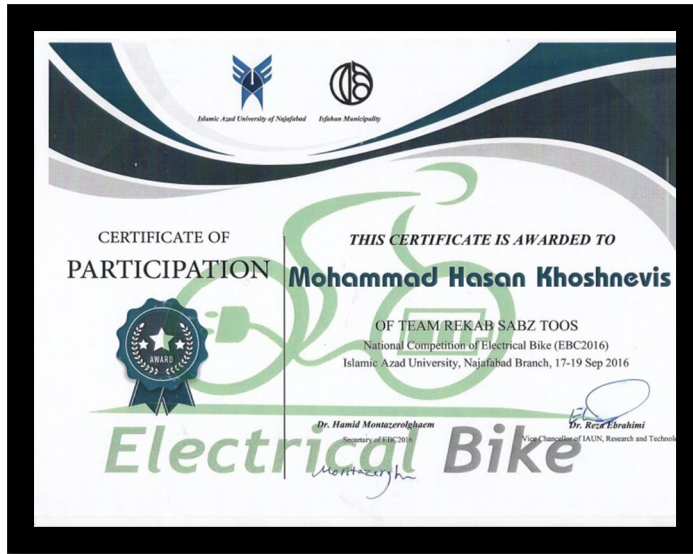 Islamic Azad University of Najafabad
Isfahan Municipality
CERTIFICATE OF
PARTICIPATION
AWARD
THIS CERTIFICATE IS AWARDED TO
Mohammad Hasan Khoshnevis
OF TEAM REKAB SABZ TOOS
National Competition of Electrical Bike (EBC2016)
Islamic Azad University, Najafabad Branch, 17-19 Sep 2016
Dr. Hamid Montazerolghaem
Secretary of EBC2016
Dr. Reza Ebrahimi
Vice Chancellor of IAUN, Research and Technolo
Electrical Bike